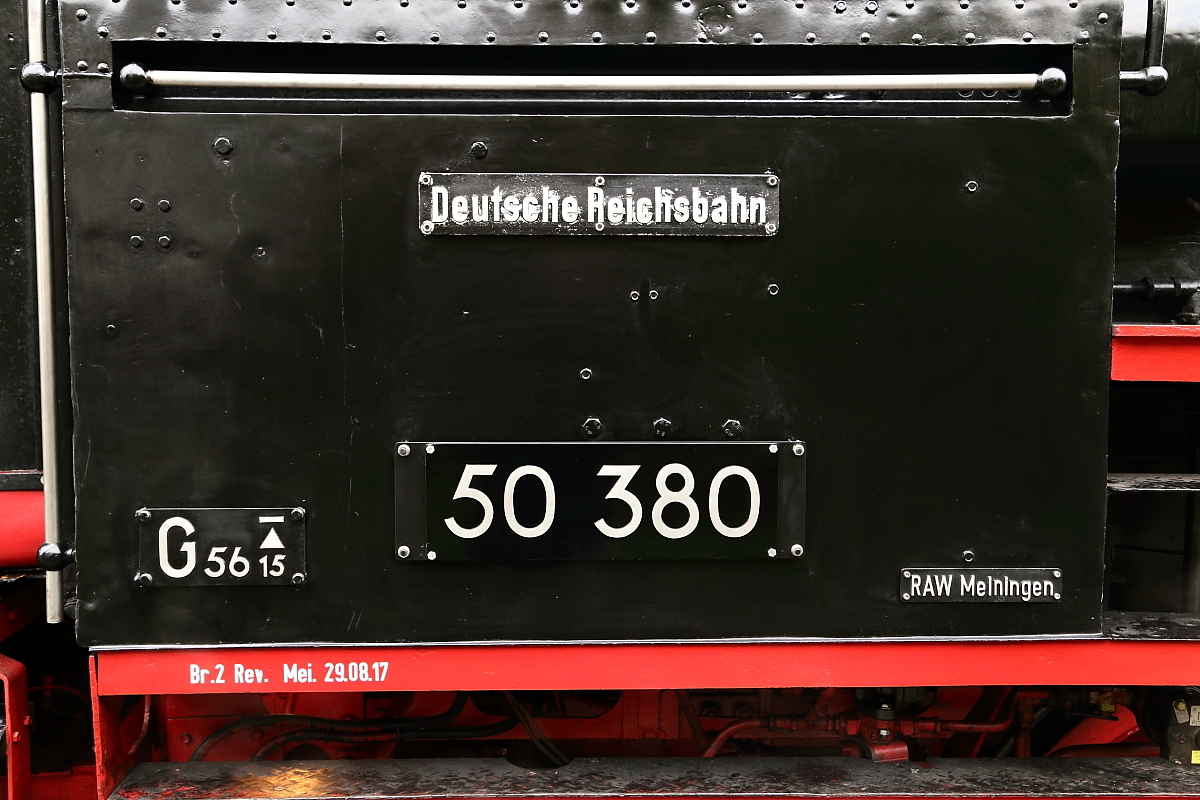 Deutsche Reichsbahn
50 380
G 56 15
RAW Meiningen
Br.2 Rev. Mei. 29.08.17